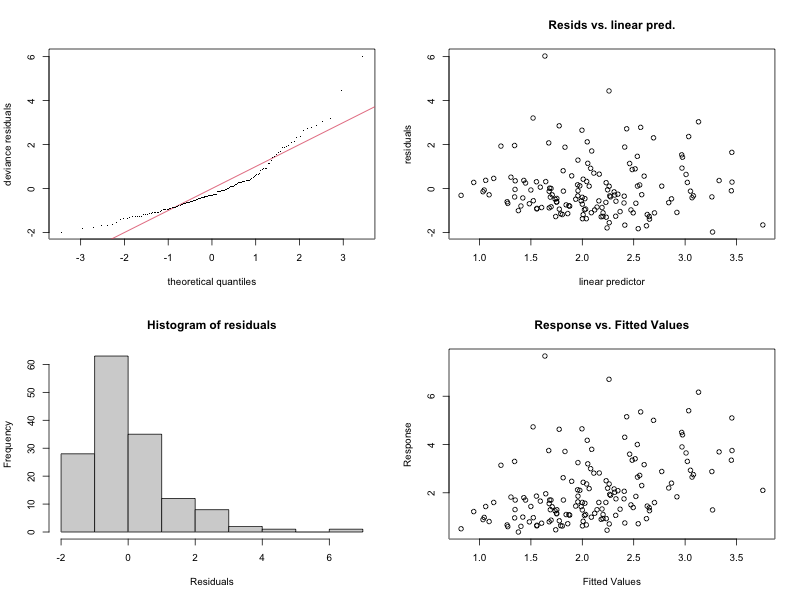 deviance residuals
-2 0 2 4 6
-3 -2 -1 0 1 2 3
theoretical quantiles
Resids vs. linear pred.
residuals
-2 0 2 4 6
1.0 1.5 2.0 2.5 3.0 3.5
linear predictor
Histogram of residuals
Frequency
0 10 20 30 40 50 60
-2 0 2 4 6
Residuals
Response vs. Fitted Values
Response
2 4 6
1.0 1.5 2.0 2.5 3.0 3.5
Fitted Values